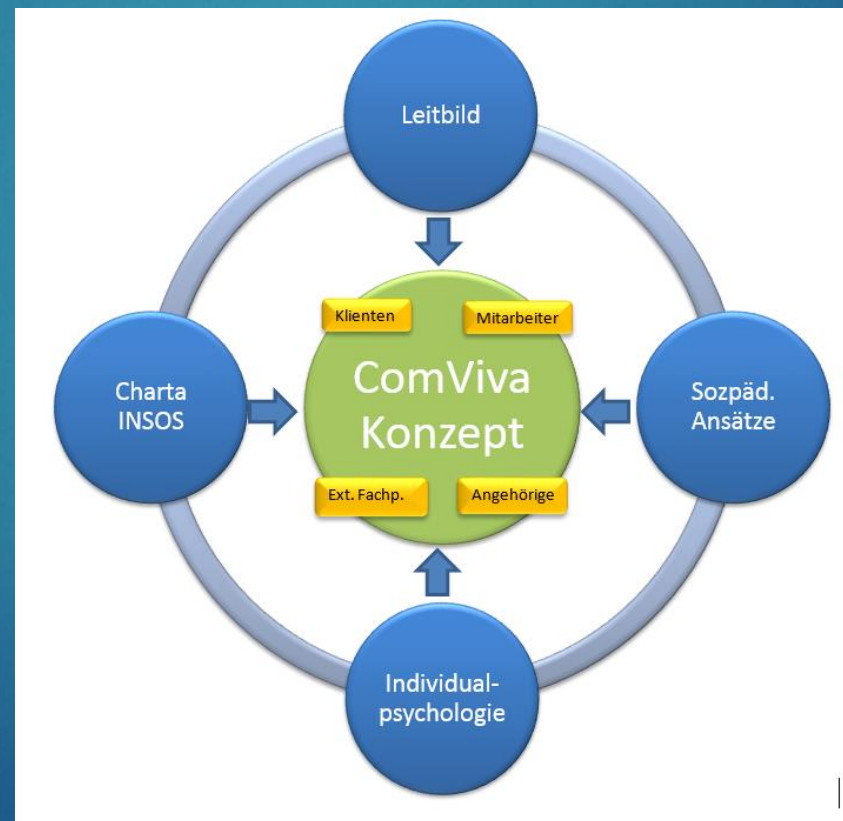 Leitbild
Klienten
Mitarbeiter
ComViva
Konzept
Charta
INSOS
Sozpäd.
Ansätze
Ext. Fachp.
Angehörige
Individual-
psychologie